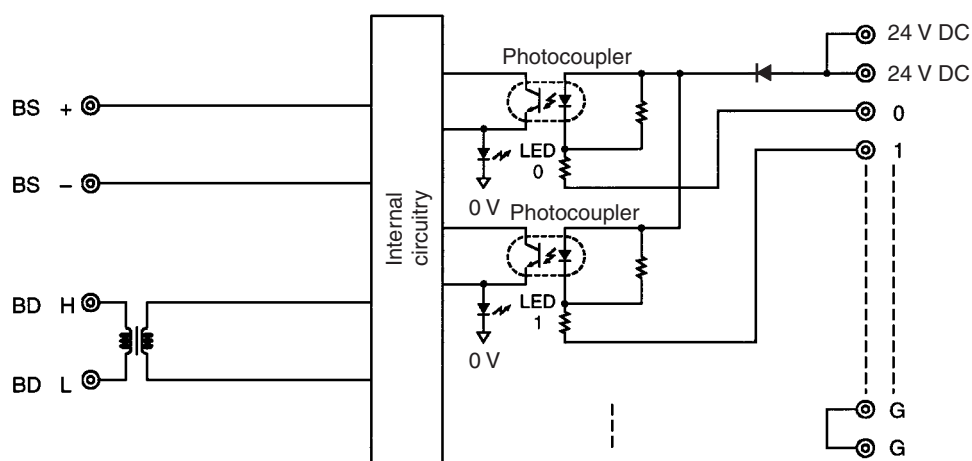 24 V DC
Photocoupler
24 V DC
BS +
0
LED
0
1
BS −
0 V
Photocoupler
Internal
circuitry
BD H
LED
1
0 V
BD L
G
G